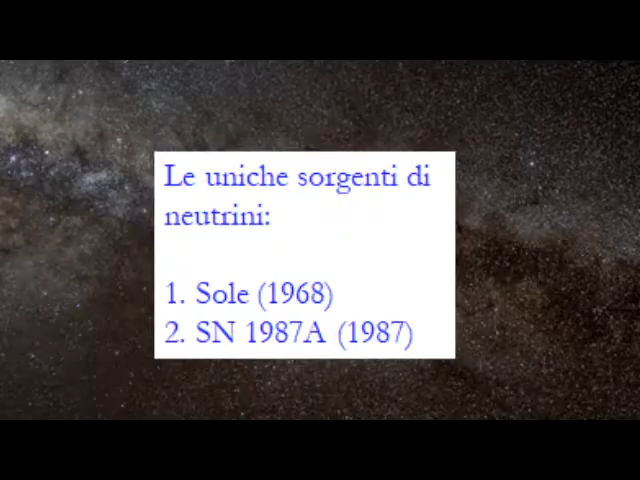 Le uniche sorgenti di
neutrini:
1. Sole (1968)
2. SN 1987A (1987)